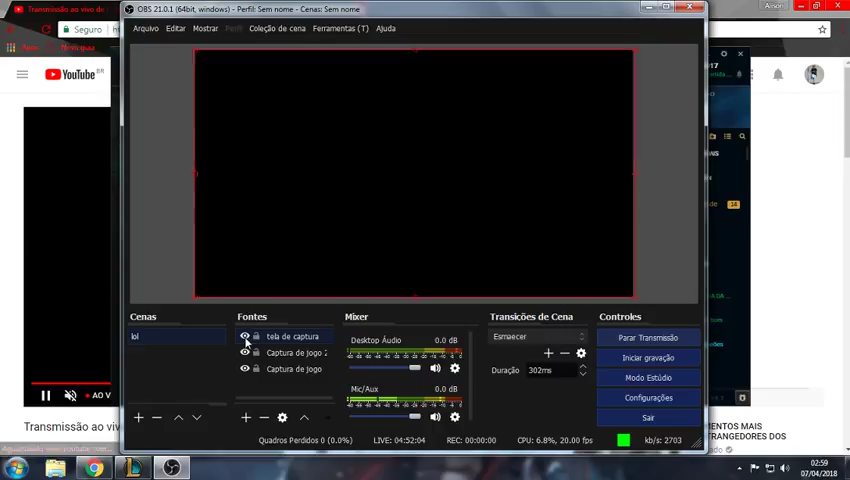 Transmissão ao vivo de
Alison
OBS 21.0.1 (64bit, windows) - Perfil: Sem nome - Cenas: Sem nome
Seguro
Arquivo Editar Mostrar Perfil Coleção de cena Ferramentas (T) Ajuda
YouTube BR
Cenas
Fontes
Mixer
Transições de Cena
Controles
lol
tela de captura
Captura de jogo 2
Captura de jogo
Desktop Áudio 0.0 dB
Mic/Aux 0.0 dB
Esmaecer
Duração 302ms
Parar Transmissão
Iniciar gravação
Modo Estúdio
Configurações
Sair
AO V
Transmissão ao vivo
Quadros Perdidos 0 (0.0%) LIVE: 04:52:04 REC: 00:00:00 CPU: 6.8%, 20.00 fps kb/s: 2703
MENTOS MAIS
TRANGEDORES DOS
02:59
07/04/2018